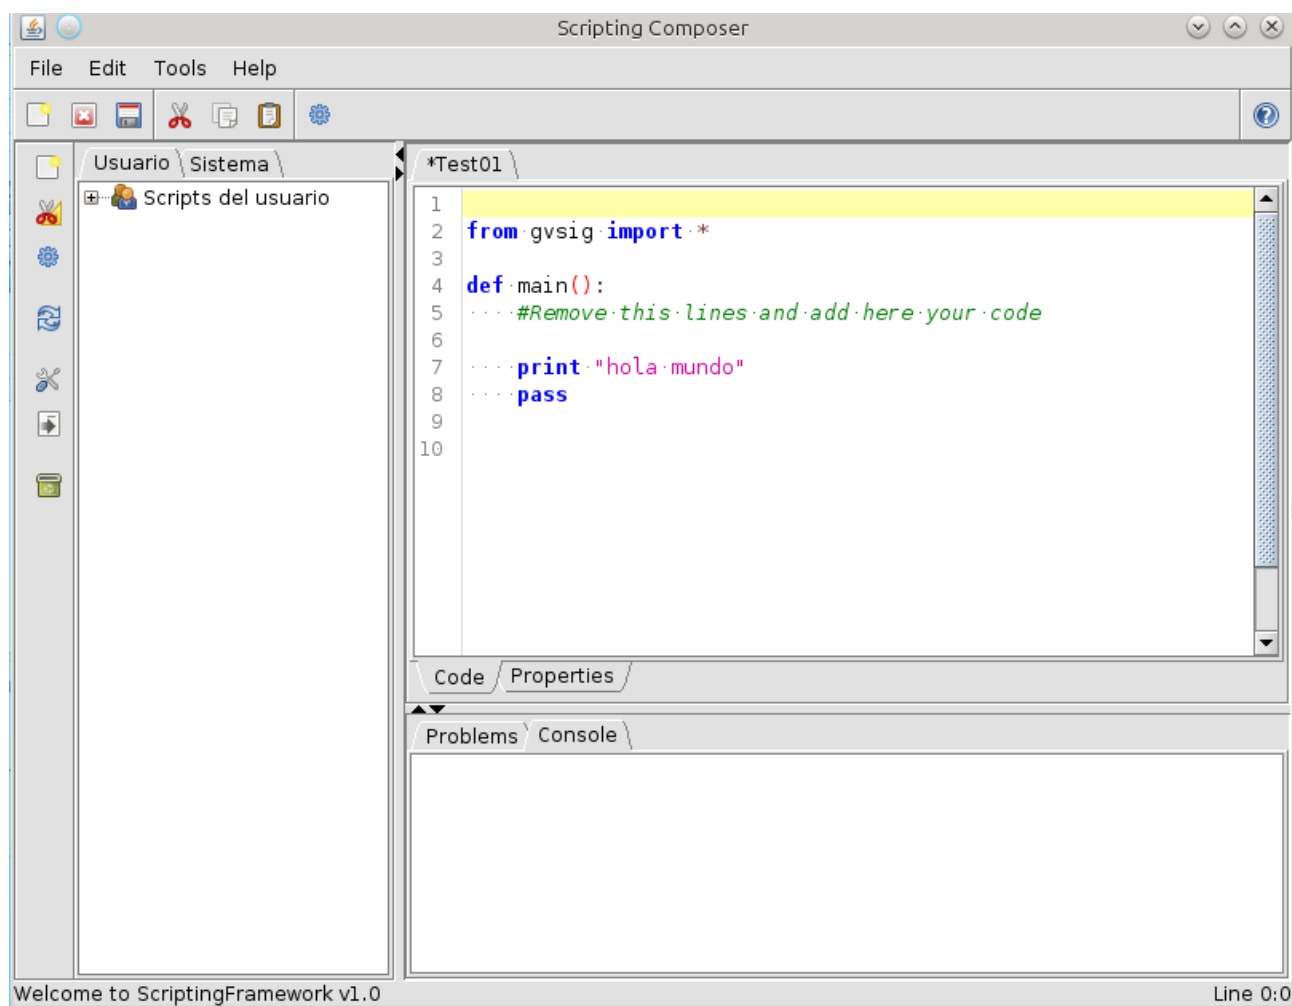 Scripting Composer
File Edit Tools Help
Usuario Sistema
Scripts del usuario
*Test01
1
2 from gvsig import *
3
4 def main():
5 #Remove this lines and add here your code
6
7 print "hola mundo"
8 pass
9
10
Code Properties
Problems Console
Welcome to ScriptingFramework v1.0 Line 0:0